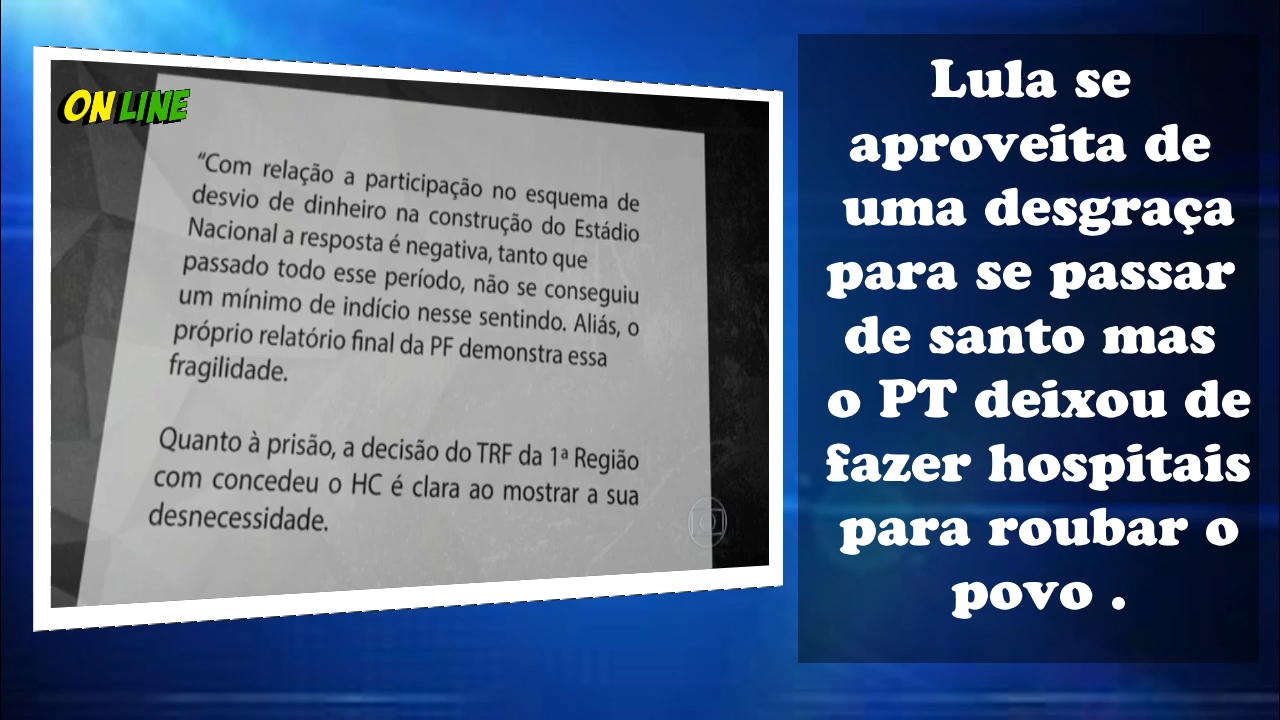 ON LINE
“Com relação a participação no esquema de
desvio de dinheiro na construção do Estádio
Nacional a resposta é negativa, tanto que
passado todo esse período, não se conseguiu
um mínimo de indício nesse sentindo. Aliás, o
próprio relatório final da PF demonstra essa
fragilidade.
Quanto à prisão, a decisão do TRF da 1ª Região
com concedeu o HC é clara ao mostrar a sua
desnecessidade.
Lula se
aproveita de
uma desgraça
para se passar
de santo mas
o PT deixou de
fazer hospitais
para roubar o
povo .